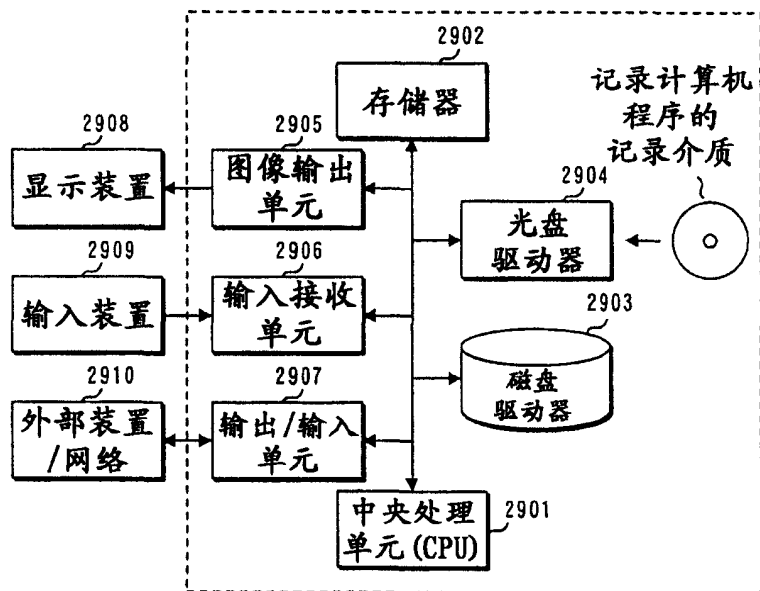 2902
存储器
记录计算机
程序的
记录介质
2908
显示装置
2905
图像输出
单元
2904
光盘
驱动器
2909
输入装置
2906
输入接收
单元
2903
磁盘
驱动器
2910
外部装置
/网络
2907
输出/输入
单元
中央处理
单元(CPU)
2901